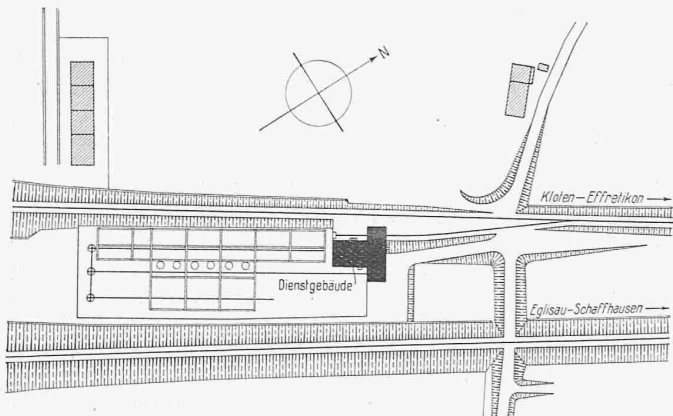 N
Kloten–Effretikon
Dienstgebäude
Eglisau-Schaffhausen